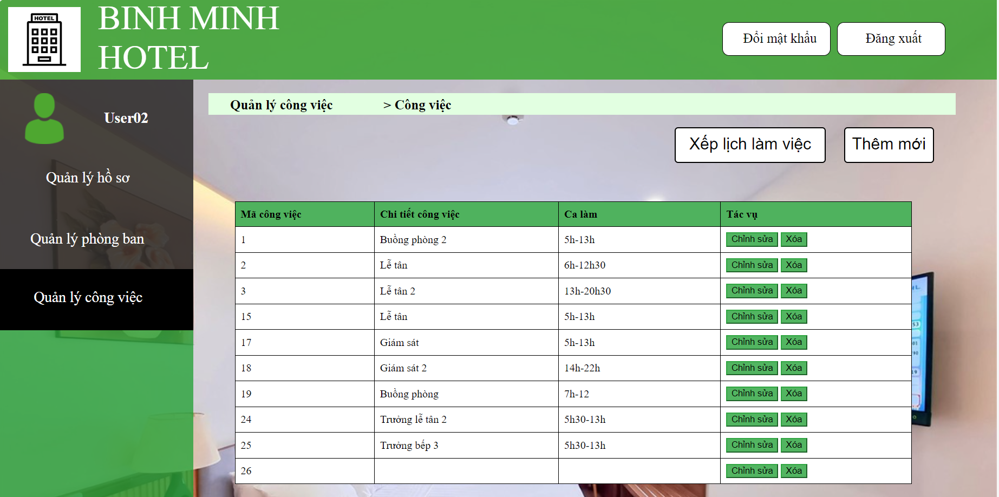 HOTEL
BINH MINH
HOTEL
Đổi mật khẩu
Đăng xuất
User02
Quản lý hồ sơ
Quản lý phòng ban
Quản lý công việc
Quản lý công việc > Công việc
Xếp lịch làm việc
Thêm mới
Mã công việc Chi tiết công việc Ca làm Tác vụ
1 Buồng phòng 2 5h-13h Chỉnh sửa Xóa
2 Lễ tân 6h-12h30 Chỉnh sửa Xóa
3 Lễ tân 2 13h-20h30 Chỉnh sửa Xóa
15 Lễ tân 5h-13h Chỉnh sửa Xóa
17 Giám sát 5h-13h Chỉnh sửa Xóa
18 Giám sát 2 14h-22h Chỉnh sửa Xóa
19 Buồng phòng 7h-12 Chỉnh sửa Xóa
24 Trưởng lễ tân 2 5h30-13h Chỉnh sửa Xóa
25 Trưởng bếp 3 5h30-13h Chỉnh sửa Xóa
26 Chỉnh sửa Xóa